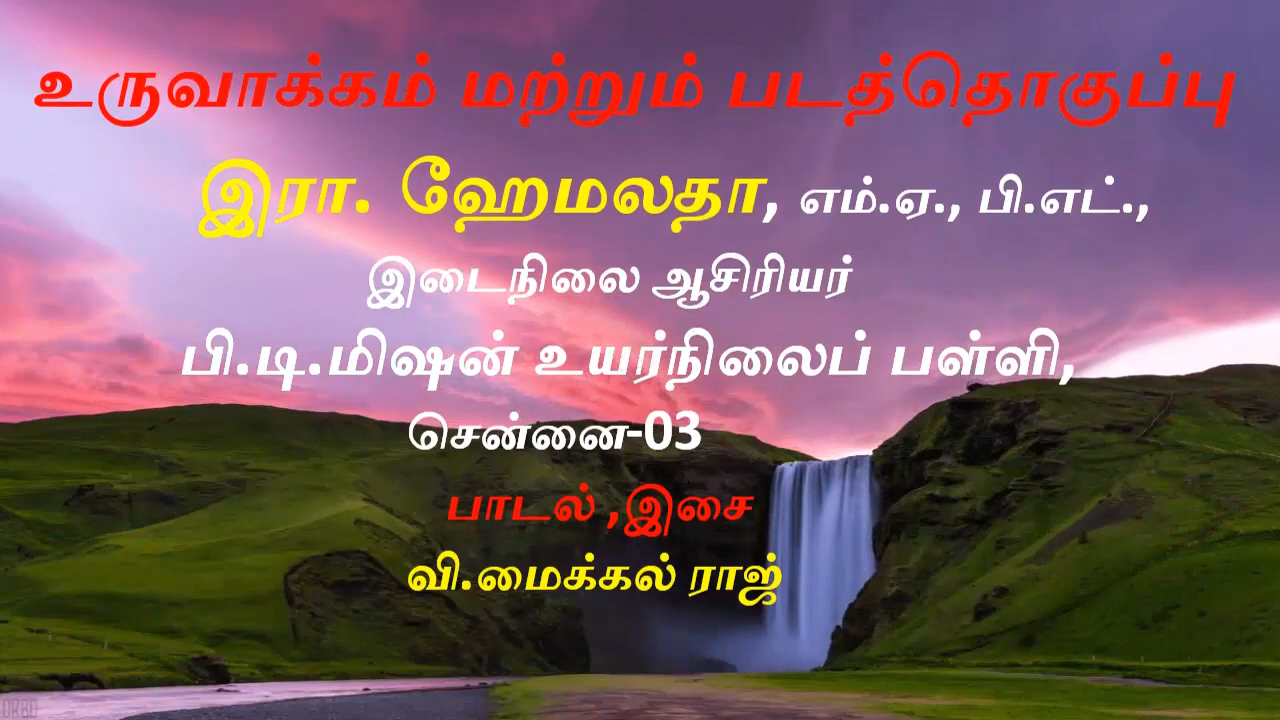 உருவாக்கம் மற்றும் படத்தொகுப்பு
இரா. ஹேமலதா, எம்.ஏ., பி.எட்.,
இடைநிலை ஆசிரியர்
பி.டி.மிஷன் உயர்நிலைப் பள்ளி,
சென்னை-03
பாடல் ,இசை
வி.மைக்கல் ராஜ்